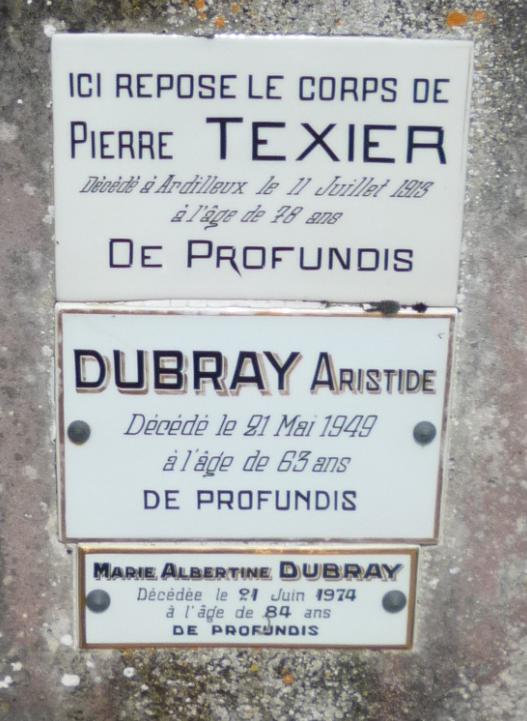 ICI REPOSE LE CORPS DE
PIERRE TEXIER
Décédé à Ardilleux le 11 Juillet 1913
à l'âge de 78 ans
DE PROFUNDIS
DUBRAY ARISTIDE
Décédé le 21 Mai 1949
à l'âge de 63 ans
DE PROFUNDIS
MARIE ALBERTINE DUBRAY
Décédée le 21 Juin 1974
à l'âge de 84 ans
DE PROFUNDIS